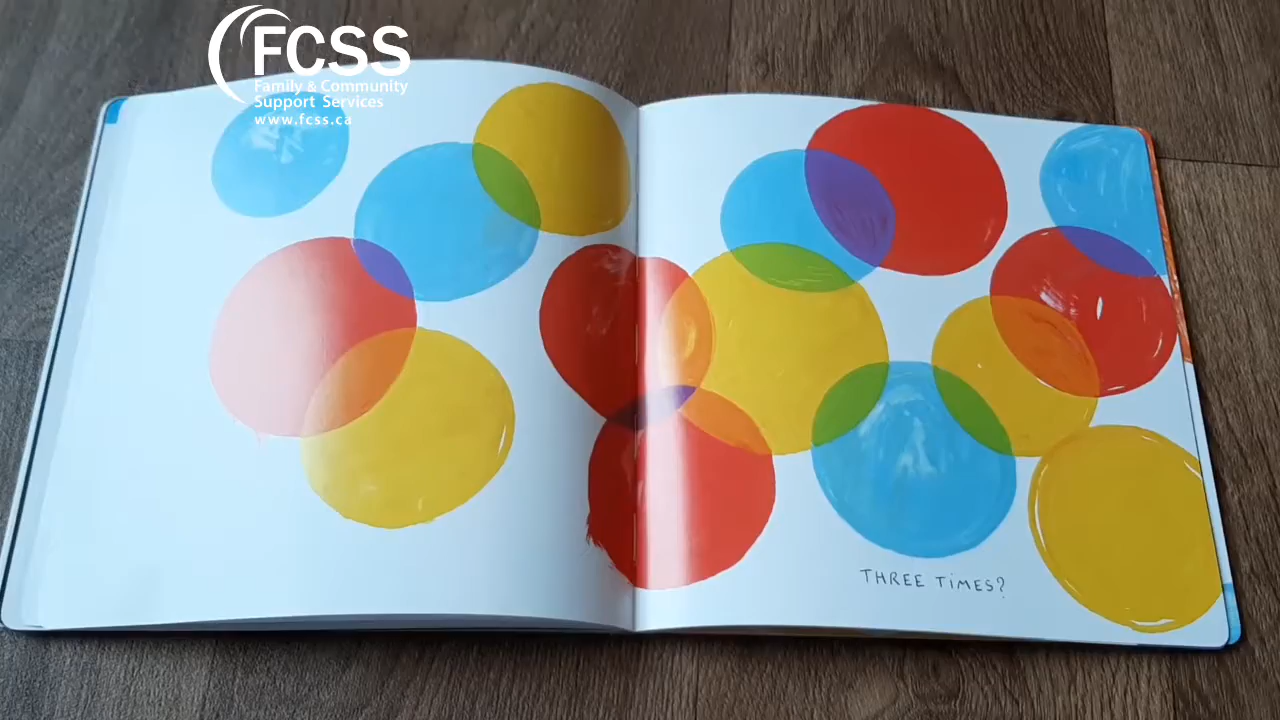 FCSS
Family & Community
Support Services
www.fcss.ca
THREE TiMES?